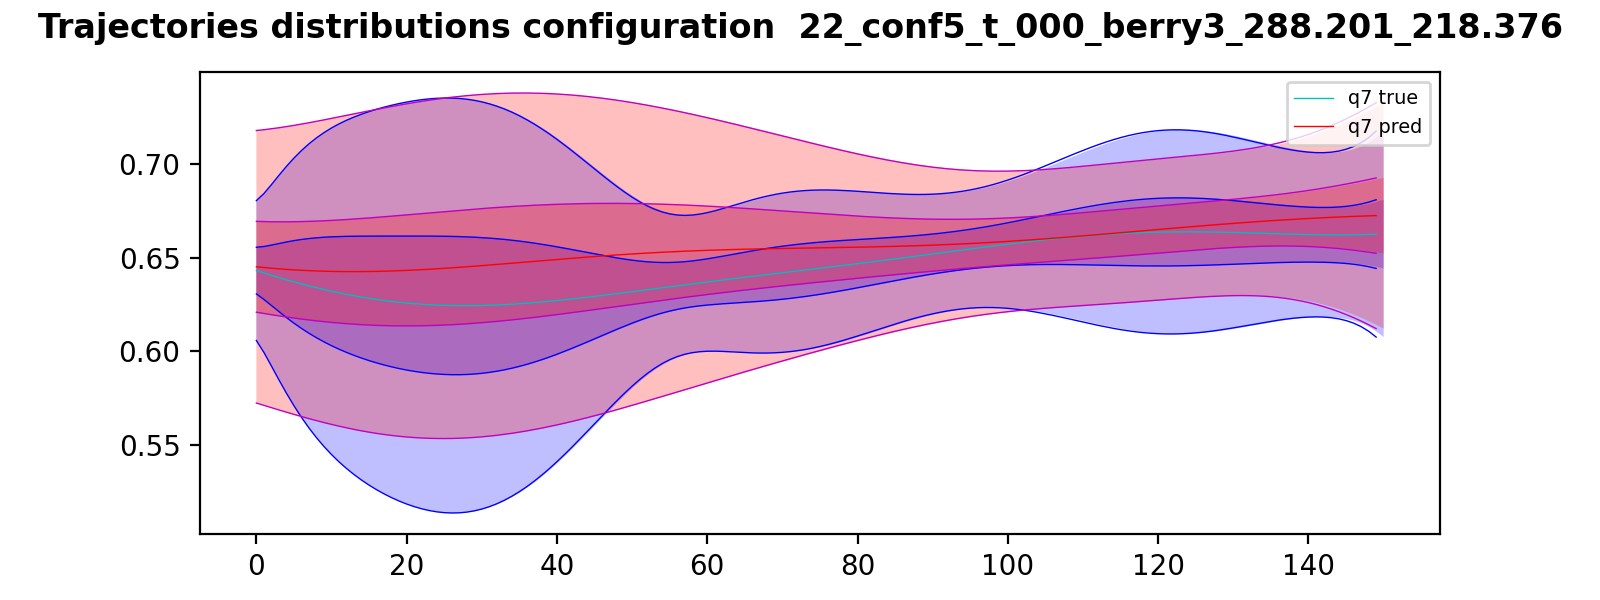 Trajectories distributions configuration  22_conf5_t_000_berry3_288.201_218.376
q7 true
q7 pred
0.70
0.65
0.60
0.55
0 20 40 60 80 100 120 140